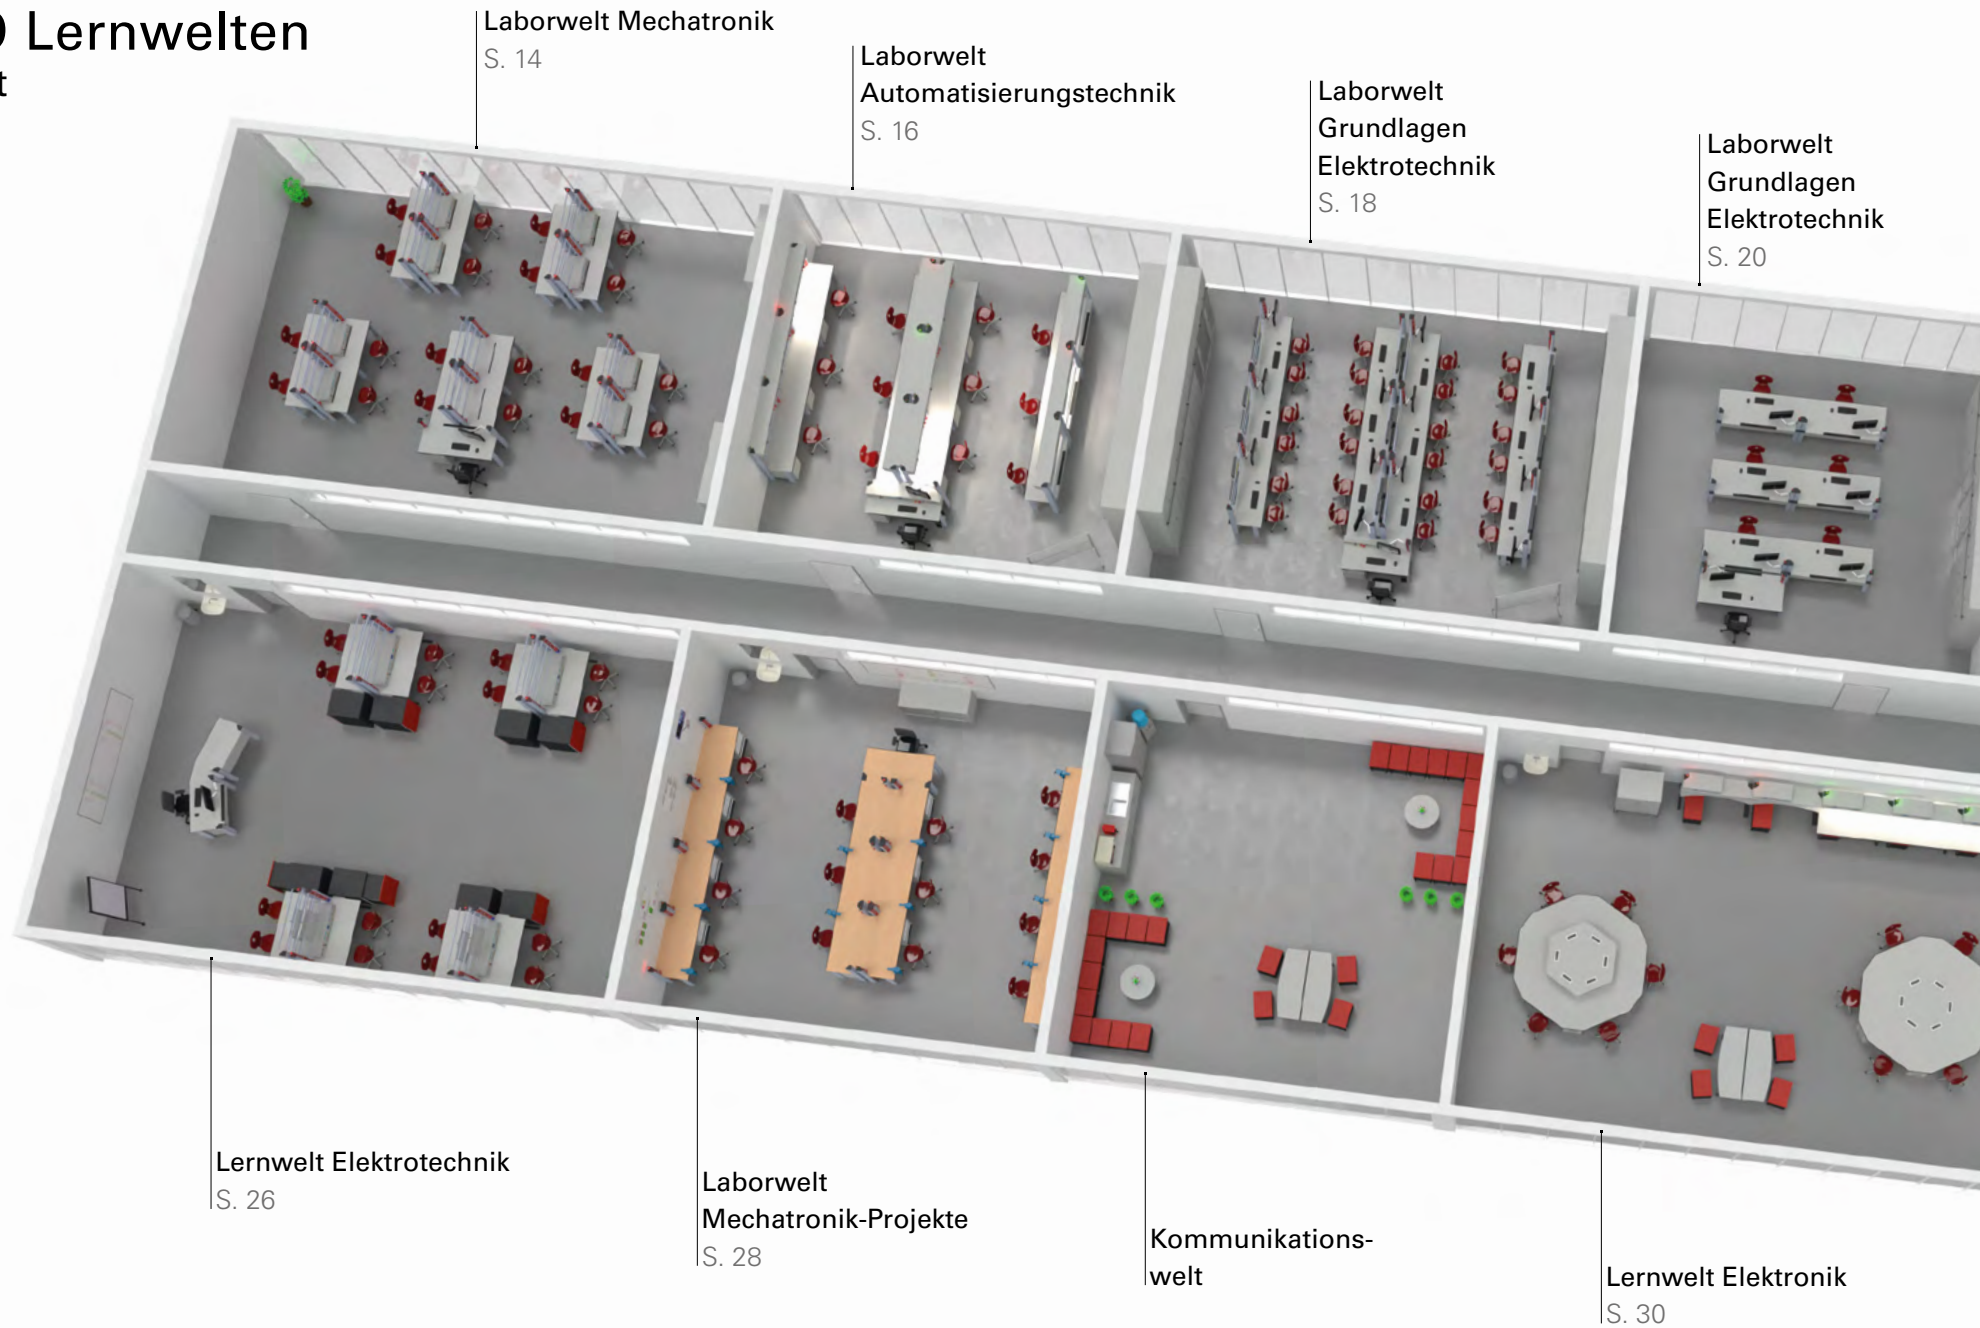 Lernwelten
t
Laborwelt Mechatronik
S. 14
Laborwelt
Automatisierungstechnik
S. 16
Laborwelt
Grundlagen
Elektrotechnik
S. 18
Laborwelt
Grundlagen
Elektrotechnik
S. 20
Lernwelt Elektrotechnik
S. 26
Laborwelt
Mechatronik-Projekte
S. 28
Kommunikations-
welt
Lernwelt Elektronik
S. 30